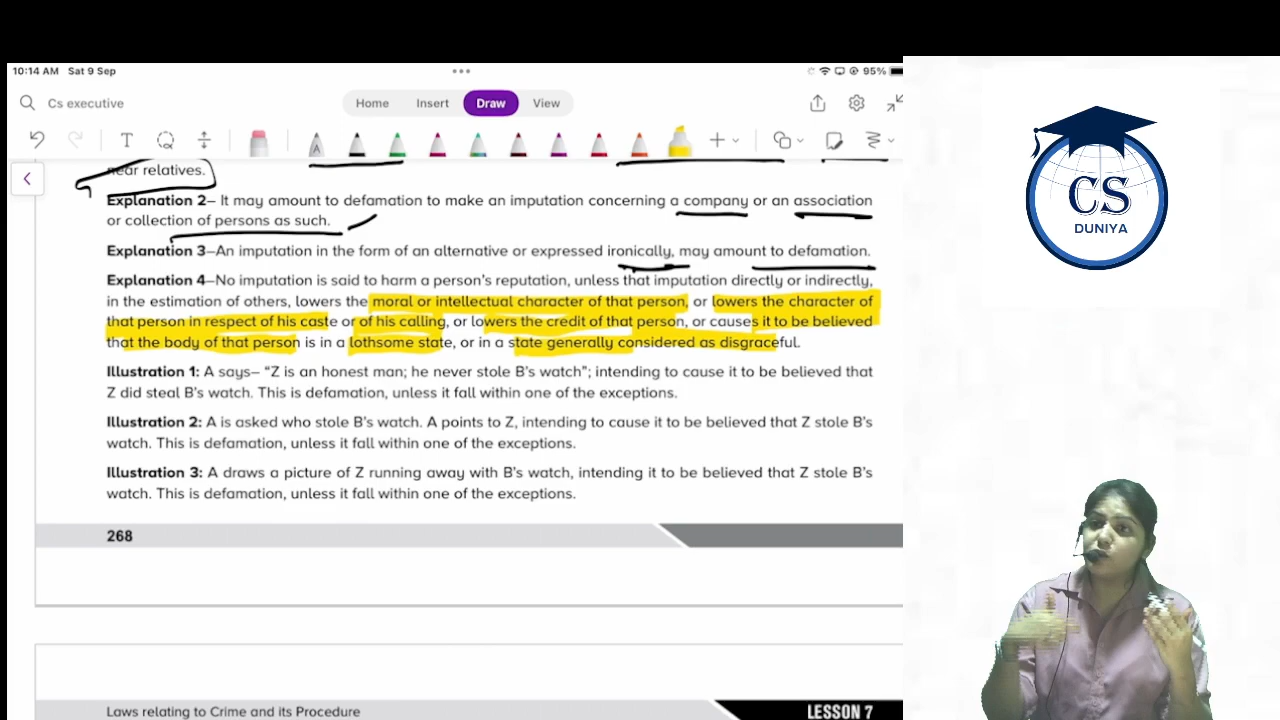 10:14 AM Sat 9 Sep
95%
Cs executive
Home Insert Draw View
near relatives.
Explanation 2– It may amount to defamation to make an imputation concerning a company or an association
or collection of persons as such.
Explanation 3–An imputation in the form of an alternative or expressed ironically, may amount to defamation.
Explanation 4–No imputation is said to harm a person's reputation, unless that imputation directly or indirectly,
in the estimation of others, lowers the moral or intellectual character of that person, or lowers the character of
that person in respect of his caste or of his calling, or lowers the credit of that person, or causes it to be believed
that the body of that person is in a lothsome state, or in a state generally considered as disgraceful.
Illustration 1: A says– “Z is an honest man; he never stole B's watch”; intending to cause it to be believed that
Z did steal B's watch. This is defamation, unless it fall within one of the exceptions.
Illustration 2: A is asked who stole B's watch. A points to Z, intending to cause it to be believed that Z stole B's
watch. This is defamation, unless it fall within one of the exceptions.
Illustration 3: A draws a picture of Z running away with B's watch, intending it to be believed that Z stole B's
watch. This is defamation, unless it fall within one of the exceptions.
268
Laws relating to Crime and its Procedure
LESSON 7
CS
DUNIYA